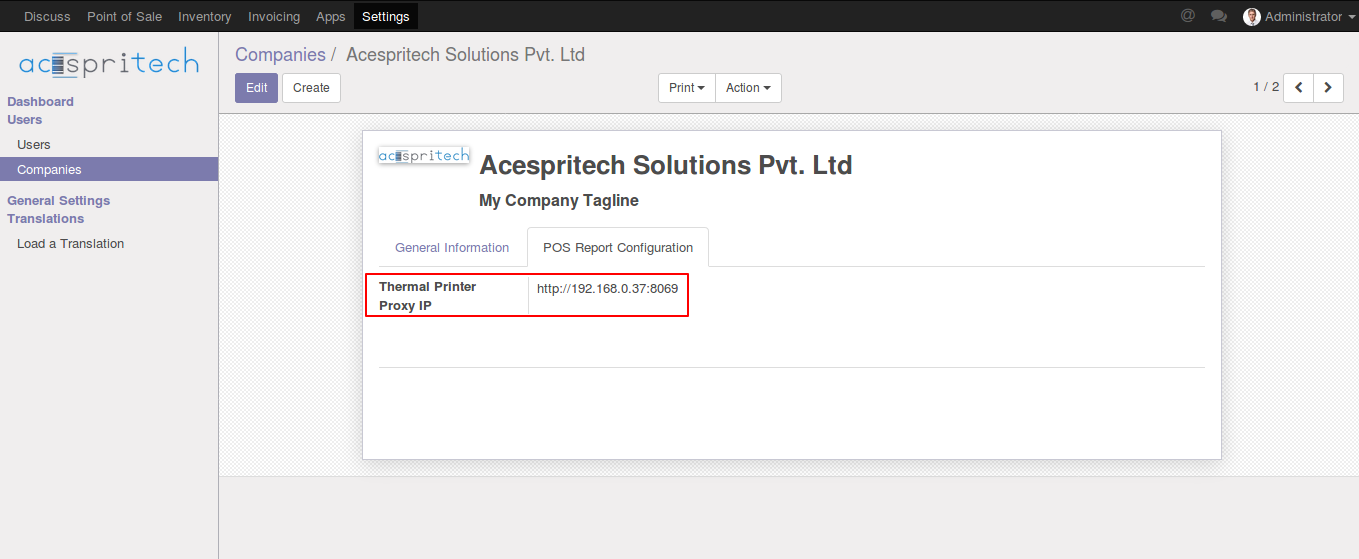 Discuss Point of Sale Inventory Invoicing Apps Settings @ Administrator
acespritech
Dashboard
Users
Users
Companies
General Settings
Translations
Load a Translation
Companies / Acespritech Solutions Pvt. Ltd
Edit Create Print Action 1 / 2
acespritech
Acespritech Solutions Pvt. Ltd
My Company Tagline
General Information POS Report Configuration
Thermal Printer
Proxy IP
http://192.168.0.37:8069